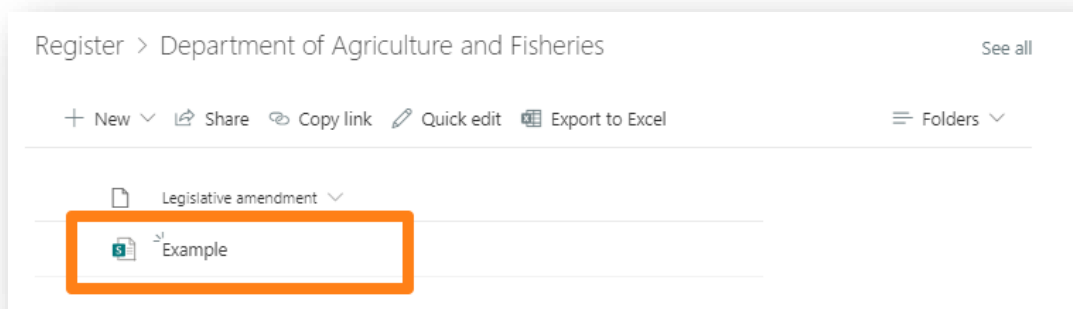 Register > Department of Agriculture and Fisheries See all
New Share Copy link Quick edit Export to Excel Folders
Legislative amendment
S Example